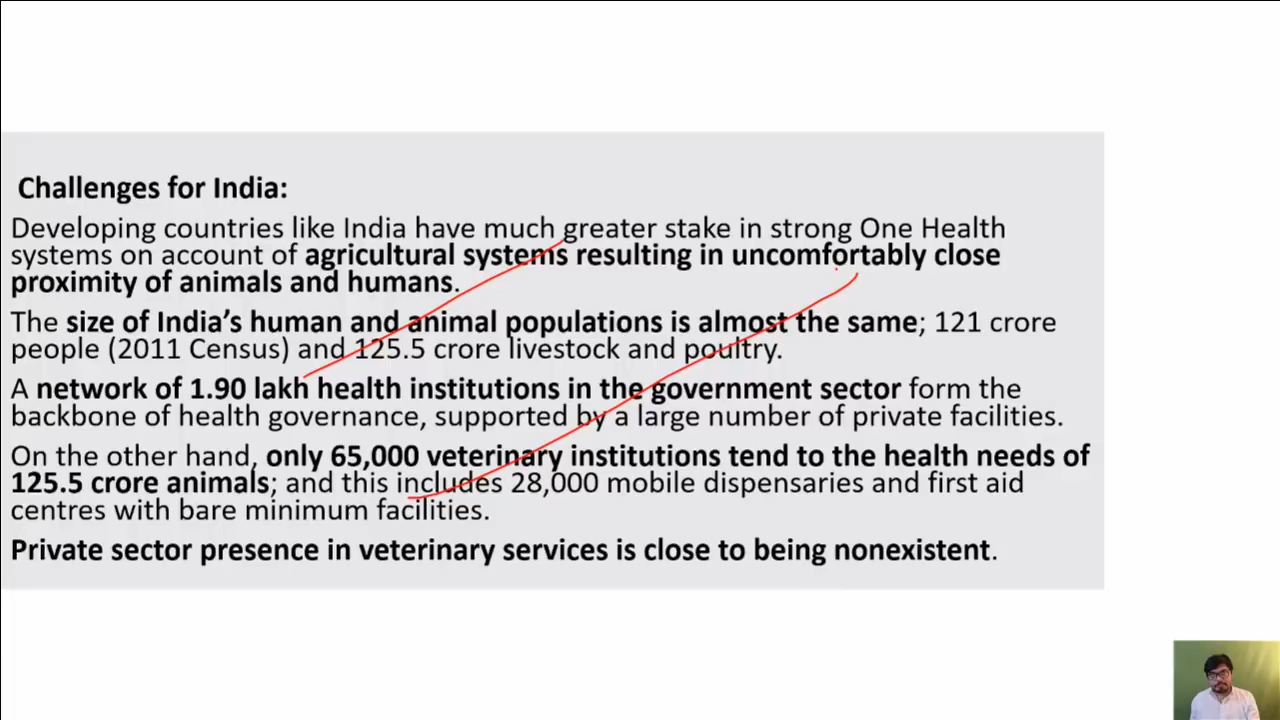 Challenges for India:
Developing countries like India have much greater stake in strong One Health
systems on account of agricultural systems resulting in uncomfortably close
proximity of animals and humans.
The size of India’s human and animal populations is almost the same; 121 crore
people (2011 Census) and 125.5 crore livestock and poultry.
A network of 1.90 lakh health institutions in the government sector form the
backbone of health governance, supported by a large number of private facilities.
On the other hand, only 65,000 veterinary institutions tend to the health needs of
125.5 crore animals; and this includes 28,000 mobile dispensaries and first aid
centres with bare minimum facilities.
Private sector presence in veterinary services is close to being nonexistent.